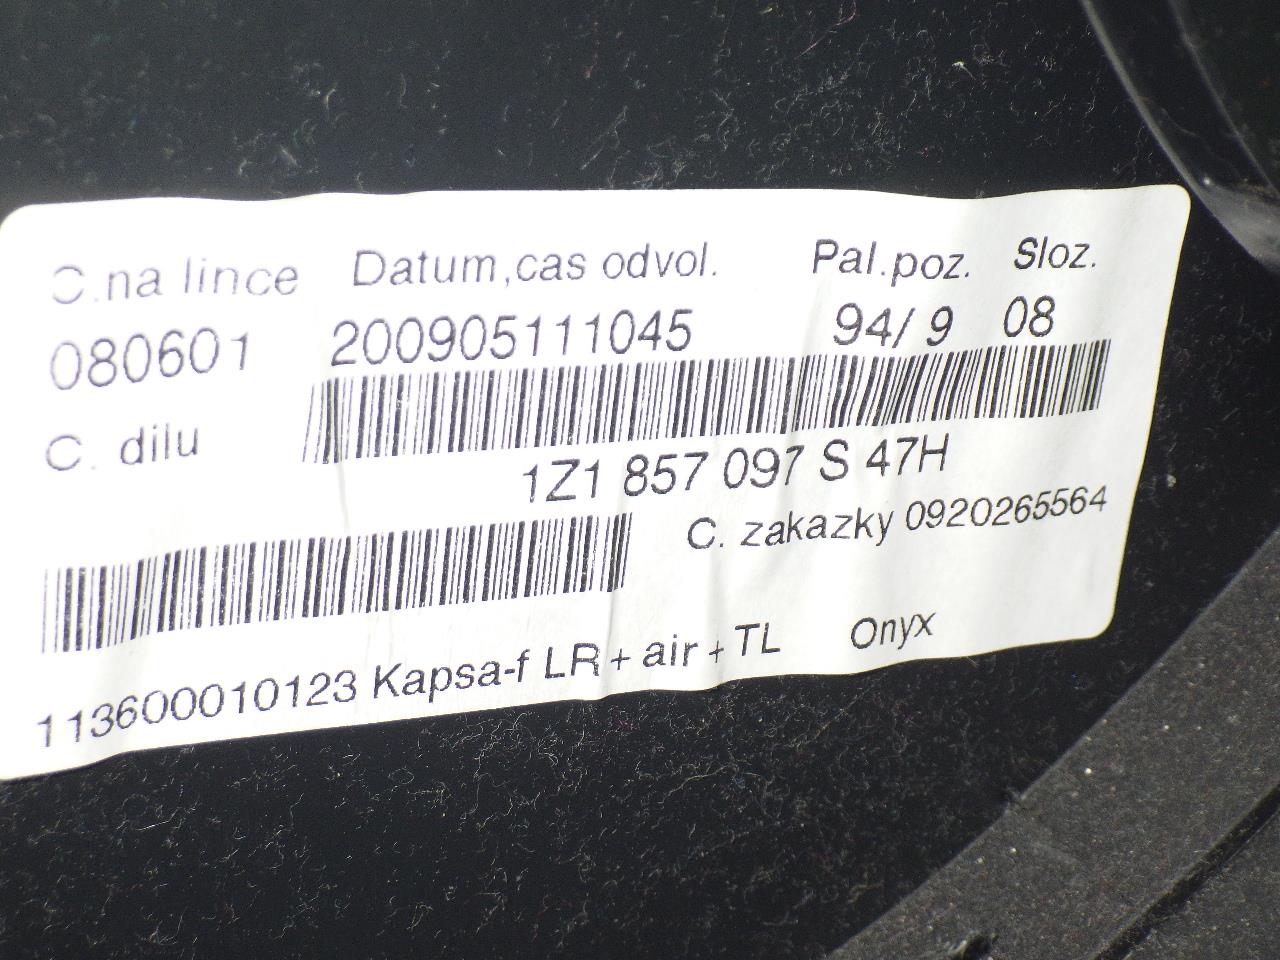 C.na lince Datum,cas odvol. Pal.poz. Sloz.
080601 200905111045 94/ 9 08
C. dilu
1Z1 857 097 S 47H
C. zakazky 0920265564
113600010123 Kapsa-f LR + air + TL Onyx